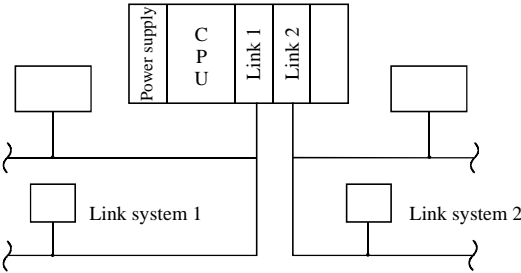 Power supply
C
P
U
Link 1
Link 2
Link system 1
Link system 2